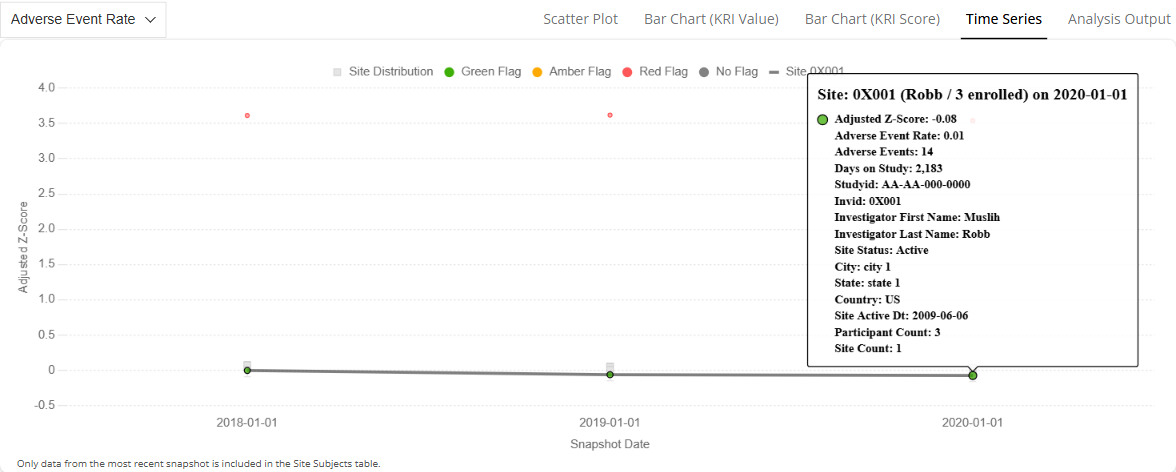 Adverse Event Rate
Scatter Plot
Bar Chart (KRI Value)
Bar Chart (KRI Score)
Time Series
Analysis Output
Site Distribution
Green Flag
Amber Flag
Red Flag
No Flag
Site 0X001
Site: 0X001 (Robb / 3 enrolled) on 2020-01-01
Adjusted Z-Score: -0.08
Adverse Event Rate: 0.01
Adverse Events: 14
Days on Study: 2,183
Studyid: AA-AA-000-0000
Invid: 0X001
Investigator First Name: Muslih
Investigator Last Name: Robb
Site Status: Active
City: city 1
State: state 1
Country: US
Site Active Dt: 2009-06-06
Participant Count: 3
Site Count: 1
Adjusted Z-Score
4.0
3.5
3.0
2.5
2.0
1.5
1.0
0.5
0
-0.5
2018-01-01
2019-01-01
2020-01-01
Snapshot Date
Only data from the most recent snapshot is included in the Site Subjects table.